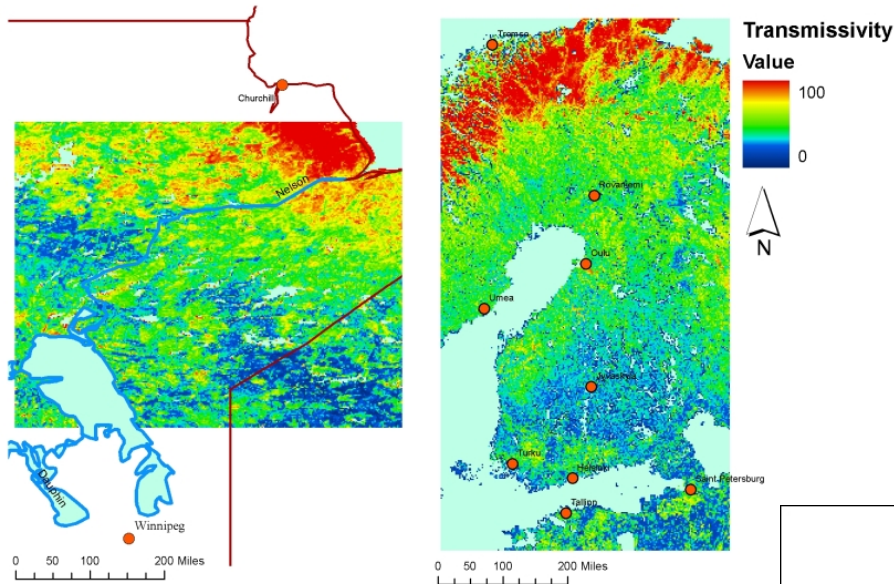 Churchill
Nelson
Dauphin
Winnipeg
0 50 100 200 Miles
Tromso
Rovaniemi
Oulu
Umea
Turku
Helsinki
Saint Petersburg
Tallinn
0 50 100 200 Miles
Transmissivity
Value
100
0
N